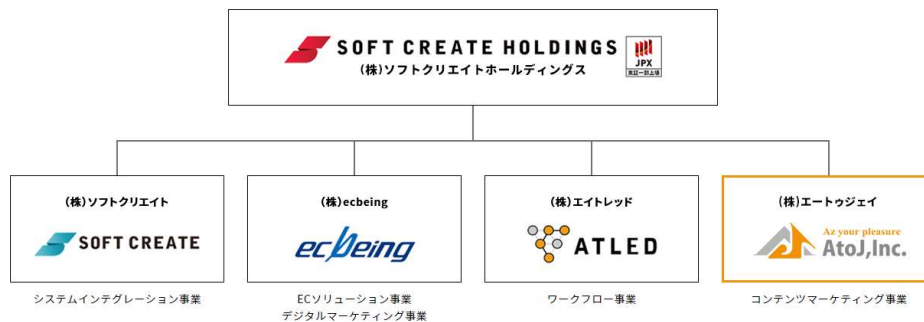 SOFT CREATE HOLDINGS
JPX
東証一部上場
(株)ソフトクリエイトホールディングス
(株)ソフトクリエイト
SOFT CREATE
システムインテグレーション事業
(株)ecbeing
ecbeing
ECソリューション事業
デジタルマーケティング事業
(株)エイトレッド
ATLED
ワークフロー事業
(株)エートゥジェイ
Az your pleasure
AtoJ,Inc.
コンテンツマーケティング事業